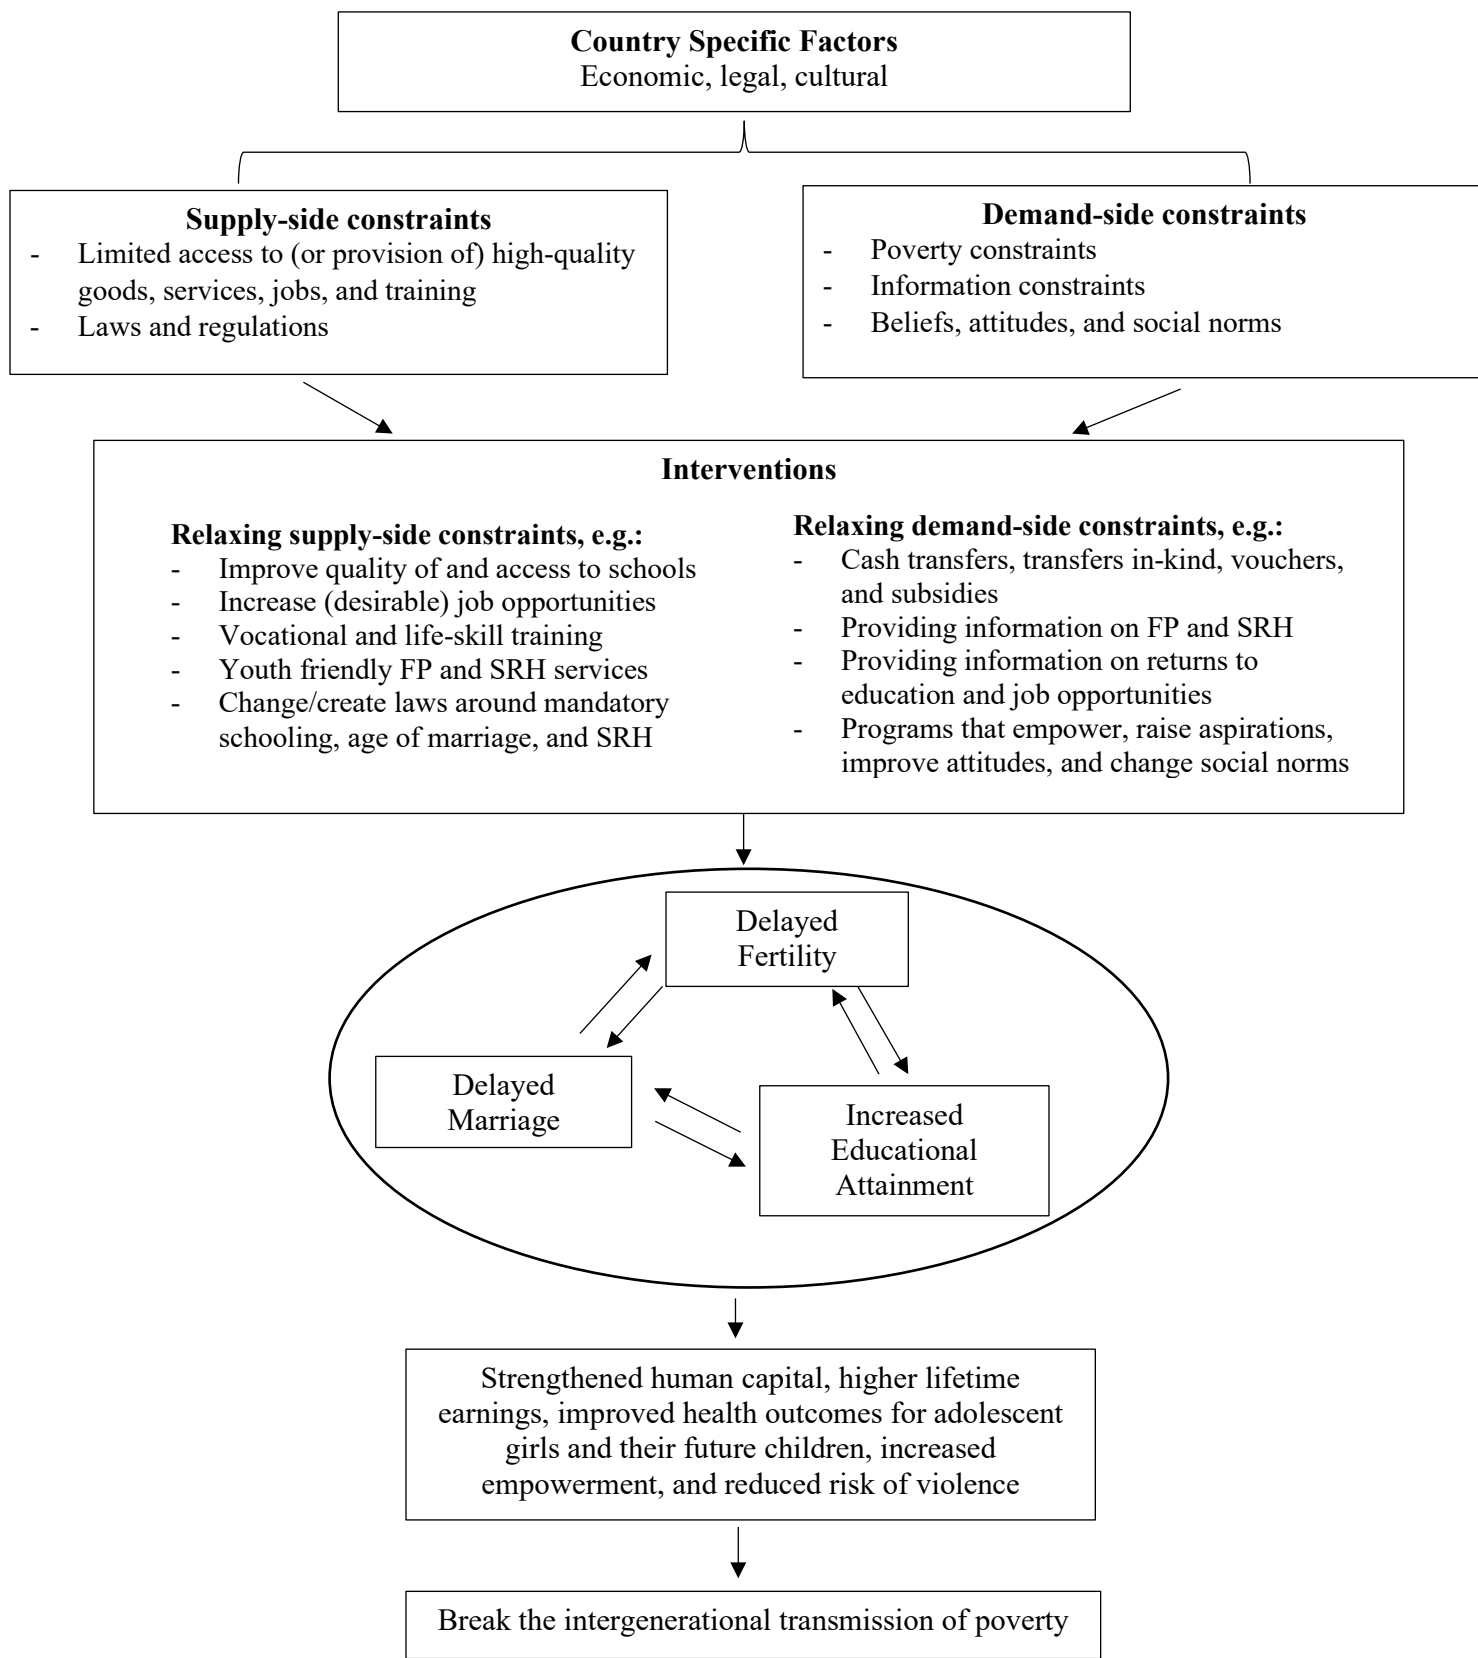 Country Specific Factors
Economic, legal, cultural
Supply-side constraints
- Limited access to (or provision of) high-quality
goods, services, jobs, and training
- Laws and regulations
Demand-side constraints
- Poverty constraints
- Information constraints
- Beliefs, attitudes, and social norms
Interventions
Relaxing supply-side constraints, e.g.:
- Improve quality of and access to schools
- Increase (desirable) job opportunities
- Vocational and life-skill training
- Youth friendly FP and SRH services
- Change/create laws around mandatory
schooling, age of marriage, and SRH
Relaxing demand-side constraints, e.g.:
- Cash transfers, transfers in-kind, vouchers,
and subsidies
- Providing information on FP and SRH
- Providing information on returns to
education and job opportunities
- Programs that empower, raise aspirations,
improve attitudes, and change social norms
Delayed
Fertility
Delayed
Marriage
Increased
Educational
Attainment
Strengthened human capital, higher lifetime
earnings, improved health outcomes for adolescent
girls and their future children, increased
empowerment, and reduced risk of violence
Break the intergenerational transmission of poverty